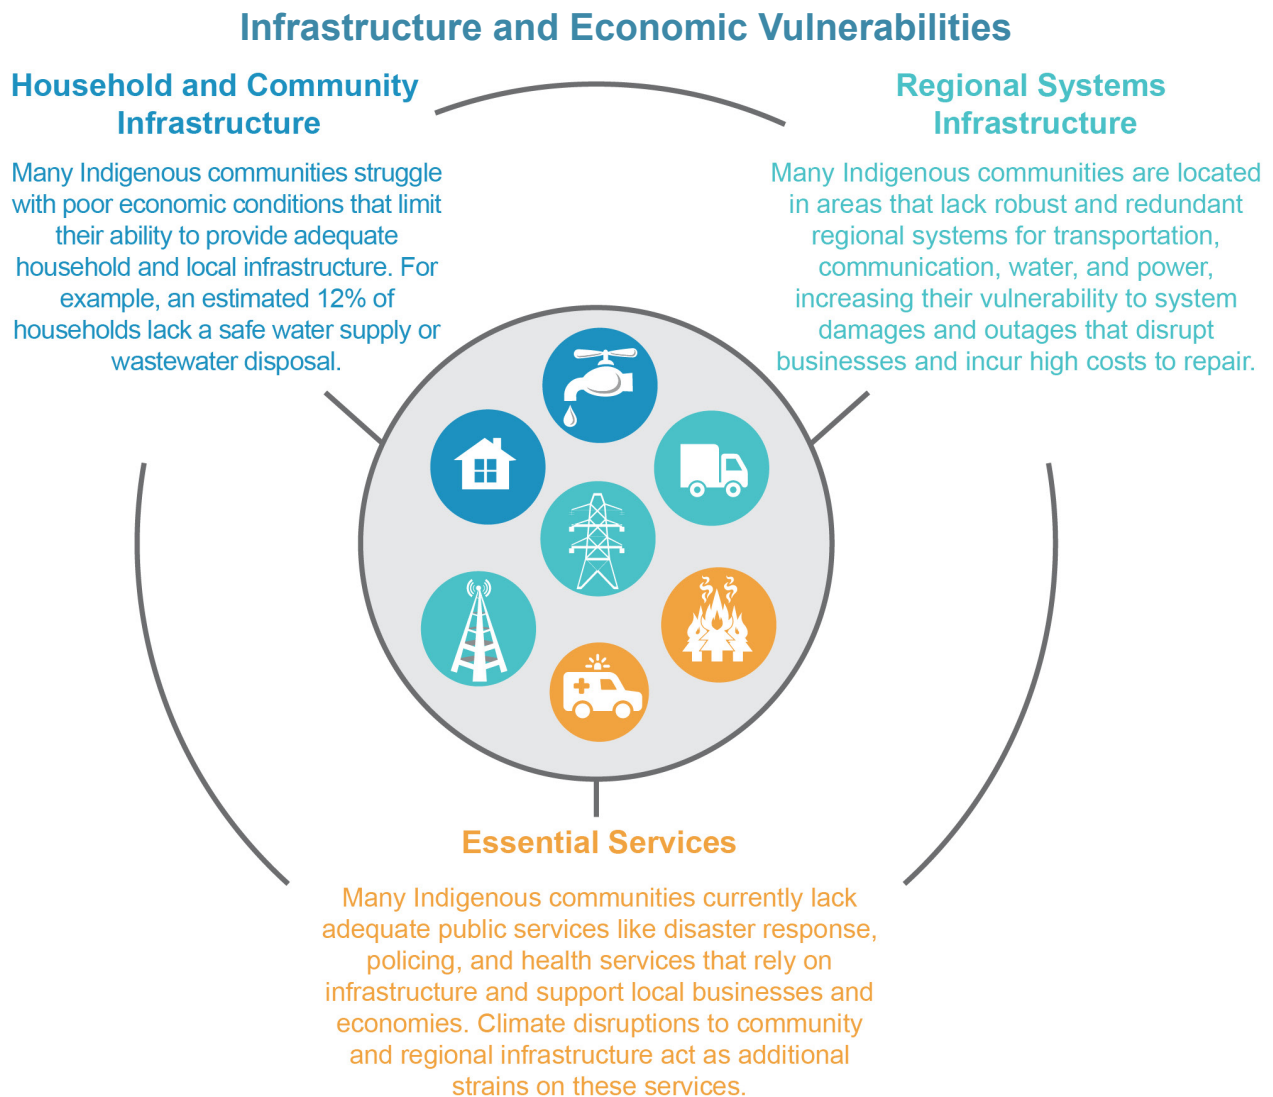 Infrastructure and Economic Vulnerabilities
Household and Community
Infrastructure
Many Indigenous communities struggle
with poor economic conditions that limit
their ability to provide adequate
household and local infrastructure. For
example, an estimated 12% of
households lack a safe water supply or
wastewater disposal.
Regional Systems
Infrastructure
Many Indigenous communities are located
in areas that lack robust and redundant
regional systems for transportation,
communication, water, and power,
increasing their vulnerability to system
damages and outages that disrupt
businesses and incur high costs to repair.
Essential Services
Many Indigenous communities currently lack
adequate public services like disaster response,
policing, and health services that rely on
infrastructure and support local businesses and
economies. Climate disruptions to community
and regional infrastructure act as additional
strains on these services.